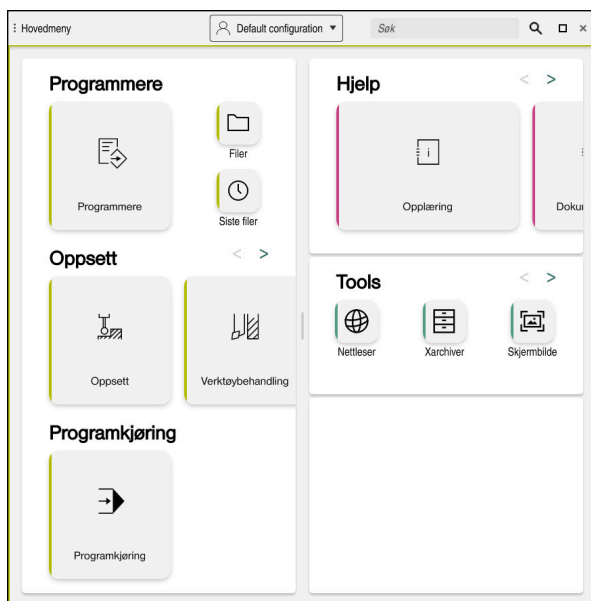 Hovedmeny
Default configuration
Søk
Programmere
Programmere
Filer
Siste filer
Oppsett
< >
Oppsett
Verktøybehandling
Programkjøring
Programkjøring
Hjelp
< >
i
Opplæring
Dokur
Tools
< >
Nettleser
Xarchiver
Skjermbilde